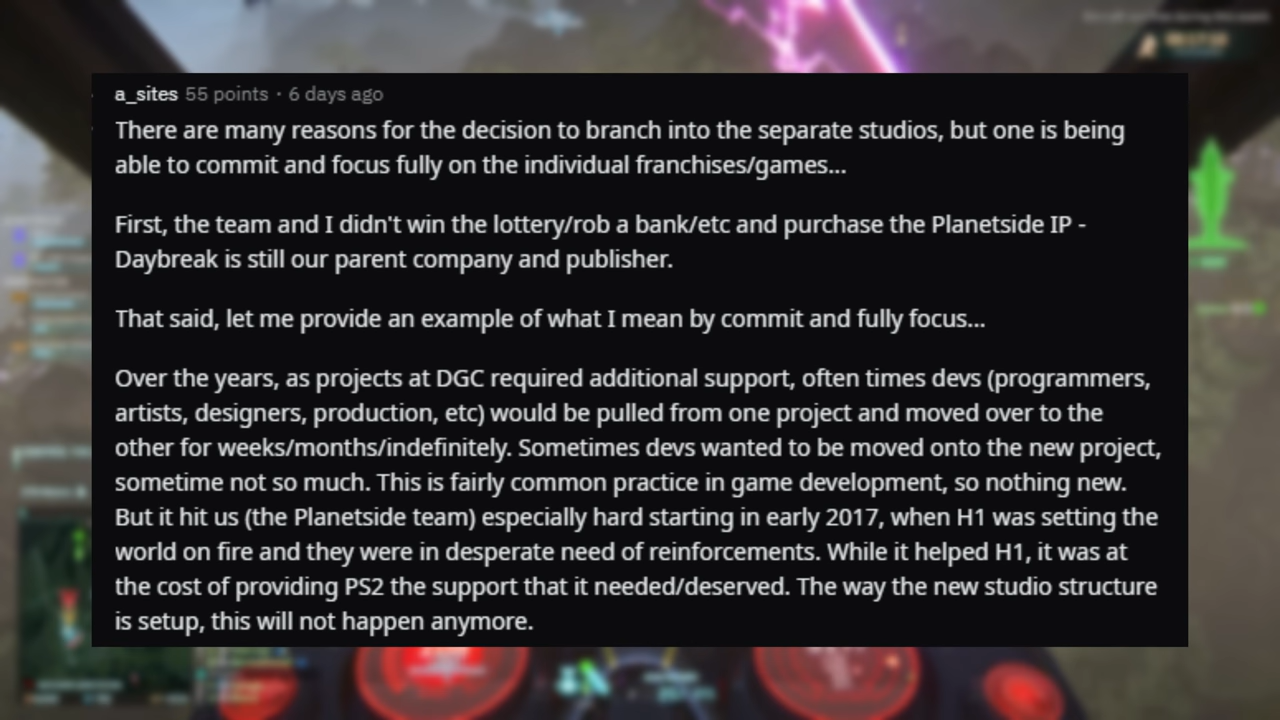 a_sites 55 points · 6 days ago
There are many reasons for the decision to branch into the separate studios, but one is being
able to commit and focus fully on the individual franchises/games...
First, the team and I didn't win the lottery/rob a bank/etc and purchase the Planetside IP -
Daybreak is still our parent company and publisher.
That said, let me provide an example of what I mean by commit and fully focus...
Over the years, as projects at DGC required additional support, often times devs (programmers,
artists, designers, production, etc) would be pulled from one project and moved over to the
other for weeks/months/indefinitely. Sometimes devs wanted to be moved onto the new project,
sometime not so much. This is fairly common practice in game development, so nothing new.
But it hit us (the Planetside team) especially hard starting in early 2017, when H1 was setting the
world on fire and they were in desperate need of reinforcements. While it helped H1, it was at
the cost of providing PS2 the support that it needed/deserved. The way the new studio structure
is setup, this will not happen anymore.